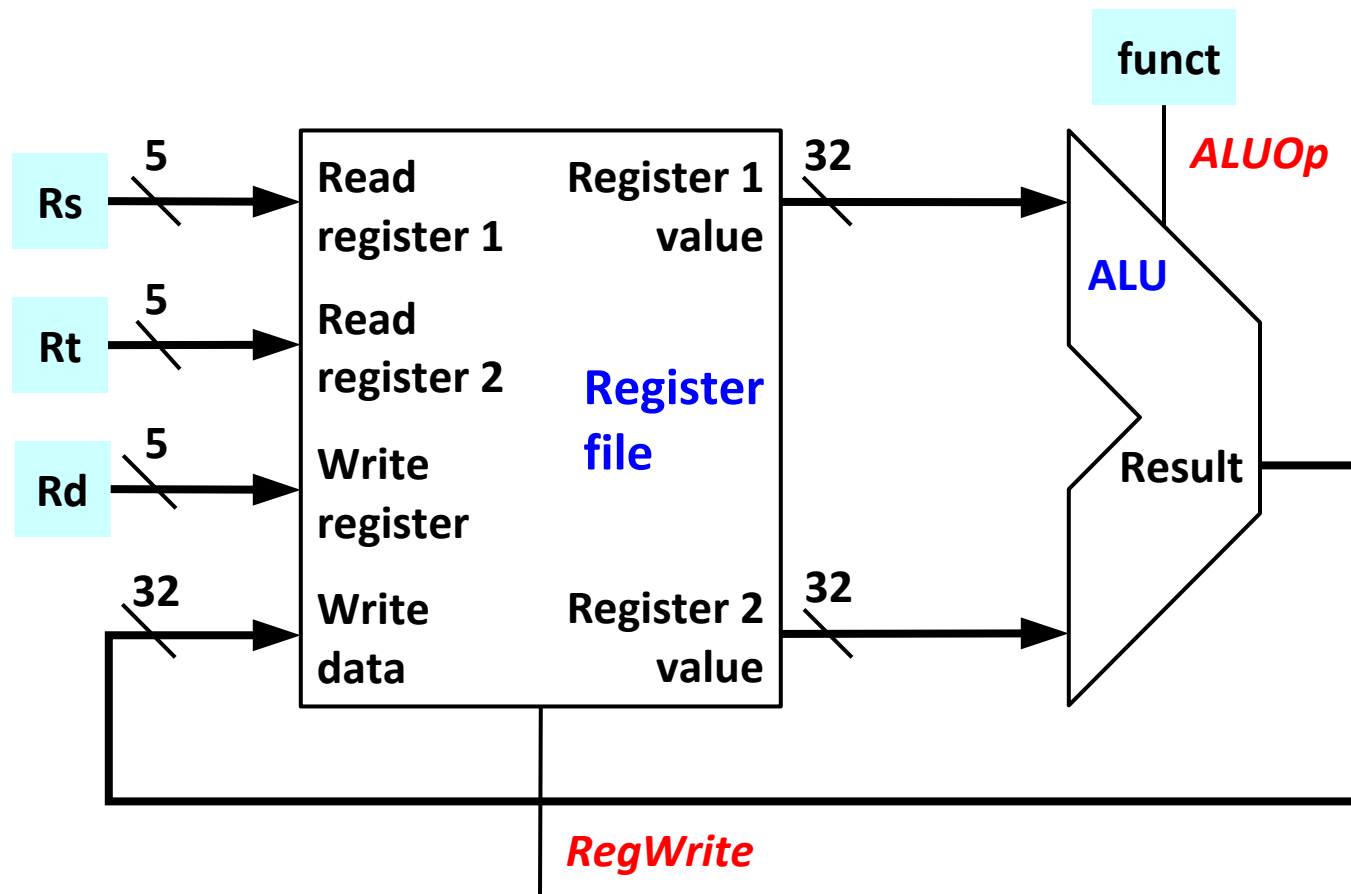 funct
ALUOp
Rs
5
Read
register 1
Register 1
value
32
ALU
Rt
5
Read
register 2
Register
file
Rd
5
Write
register
Result
32
Write
data
Register 2
value
32
RegWrite